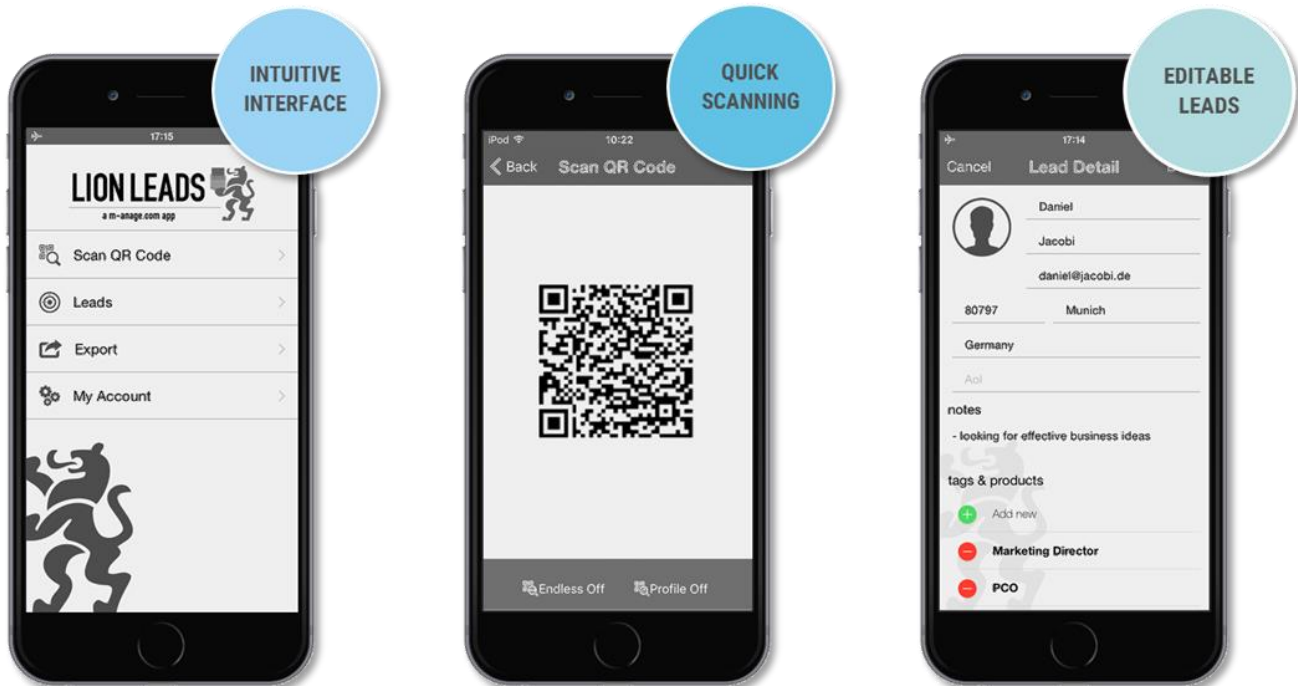 INTUITIVE
INTERFACE
17:15
LION LEADS
a m-anage.com app
Scan QR Code
Leads
Export
My Account
QUICK
SCANNING
iPod
10:22
Back
Scan QR Code
Endless Off
Profile Off
EDITABLE
LEADS
17:14
Cancel
Lead Detail
Daniel
Jacobi
daniel@jacobi.de
80797
Munich
Germany
AoI
notes
- looking for effective business ideas
tags & products
Add new
Marketing Director
PCO